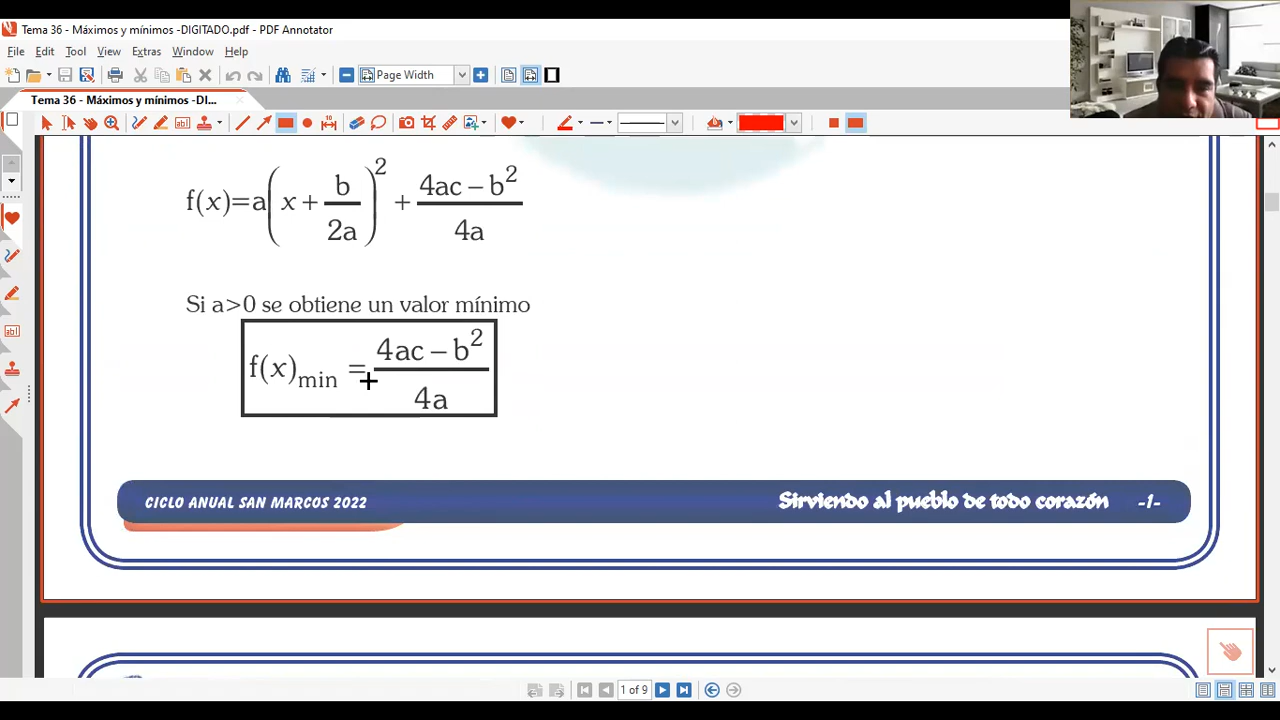 Tema 36 - Máximos y mínimos -DIGITADO.pdf - PDF Annotator
File Edit Tool View Extras Window Help
Page Width
Tema 36 - Máximos y mínimos -DI...
f(x)=a(x + b/2a)² + (4ac – b²)/4a
Si a>0 se obtiene un valor mínimo
f(x)min = (4ac – b²)/4a
CICLO ANUAL SAN MARCOS 2022 Sirviendo al pueblo de todo corazón -1-
1 of 9